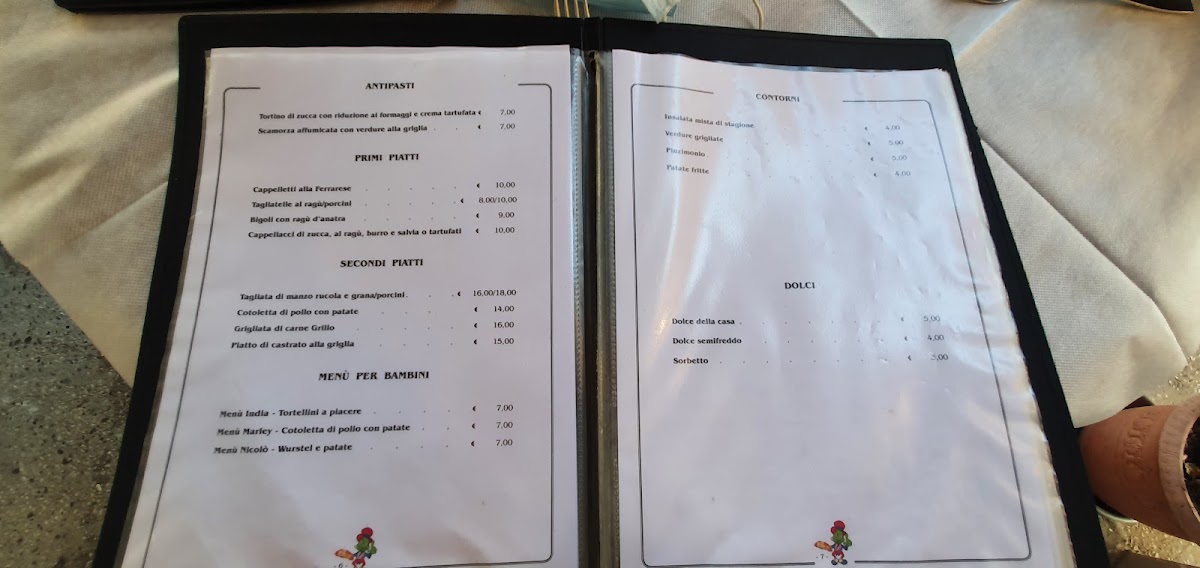 ANTIPASTI
Tortino di zucca con riduzione ai formaggi e crema tartufata € 7,00
Scamorza affumicata con verdure alla griglia . . € 7,00
PRIMI PIATTI
Cappelletti alla Ferrarese . . . . . . € 10,00
Tagliatelle al ragù/porcini . . . . . € 8.00/10,00
Bigoli con ragù d'anatra . . . . . . € 9.00
Cappellacci di zucca, al ragù, burro e salvia o tartufati € 10,00
SECONDI PIATTI
Tagliata di manzo rucola e grana/porcini . . . € 16,00/18,00
Cotoletta di pollo con patate . . . . . € 14,00
Grigliata di carne Grillo . . . . . € 16,00
Piatto di castrato alla griglia . . . . € 15,00
MENÙ PER BAMBINI
Menù India - Tortellini a piacere . . . . € 7,00
Menù Marley - Cotoletta di pollo con patate . . € 7,00
Menù Nicolò - Wurstel e patate . . . . € 7,00
- 6 -
CONTORNI
Insalata mista di stagione . . . . € 4,00
Verdure grigliate . . . . . € 5,00
Pinzimonio . . . . . . € 5,00
Patate fritte . . . . . . € 4,00
DOLCI
Dolce della casa . . . . . . . € 5,00
Dolce semifreddo . . . . . . € 4,00
Sorbetto . . . . . . . . € 3,00
- 7 -